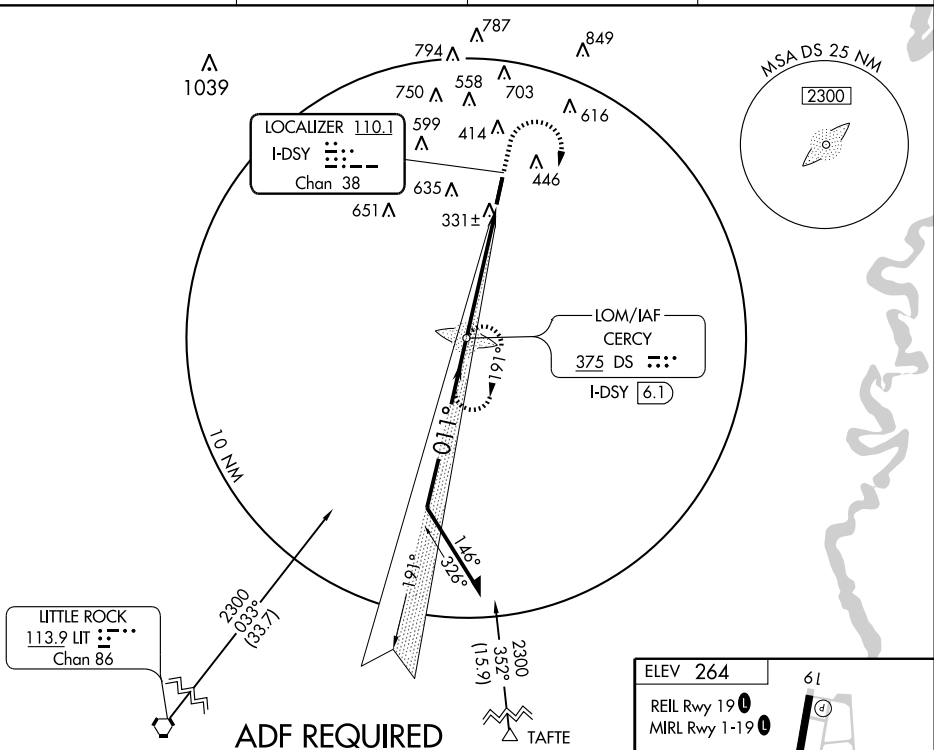 787
794
849
1039
750
558
703
616
MSA DS 25 NM
2300
LOCALIZER 110.1
I-DSY
Chan 38
599
414
446
635
651
331±
LOM/IAF
CERCY
375 DS
I-DSY 6.1
191°
011°
10 NM
146°
326°
191°
2300
033°
(33.7)
LITTLE ROCK
113.9 LIT
Chan 86
2300
352°
(15.9)
TAFTE
ADF REQUIRED
ELEV 264
REIL Rwy 19 L
MIRL Rwy 1-19 L
19
P